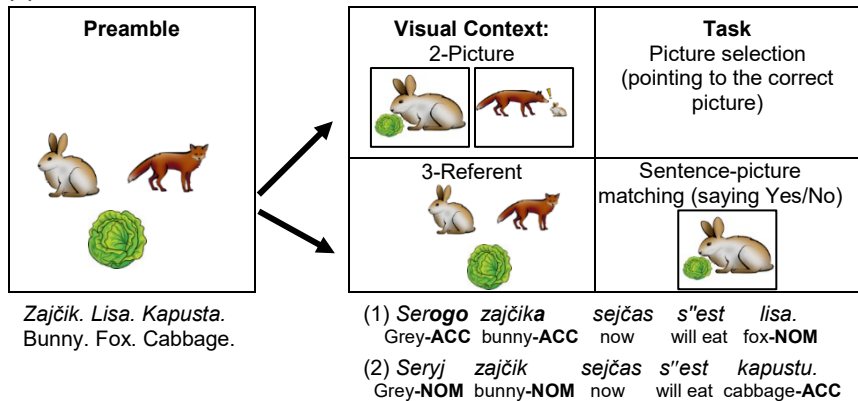 Preamble
Visual Context:
2-Picture
Task
Picture selection
(pointing to the correct
picture)
3-Referent
Sentence-picture
matching (saying Yes/No)
Zajčik. Lisa. Kapusta.
Bunny. Fox. Cabbage.
(1) Serogo zajčika sejčas s"est lisa.
Grey-ACC bunny-ACC now will eat fox-NOM
(2) Seryj zajčik sejčas s"est kapustu.
Grey-NOM bunny-NOM now will eat cabbage-ACC